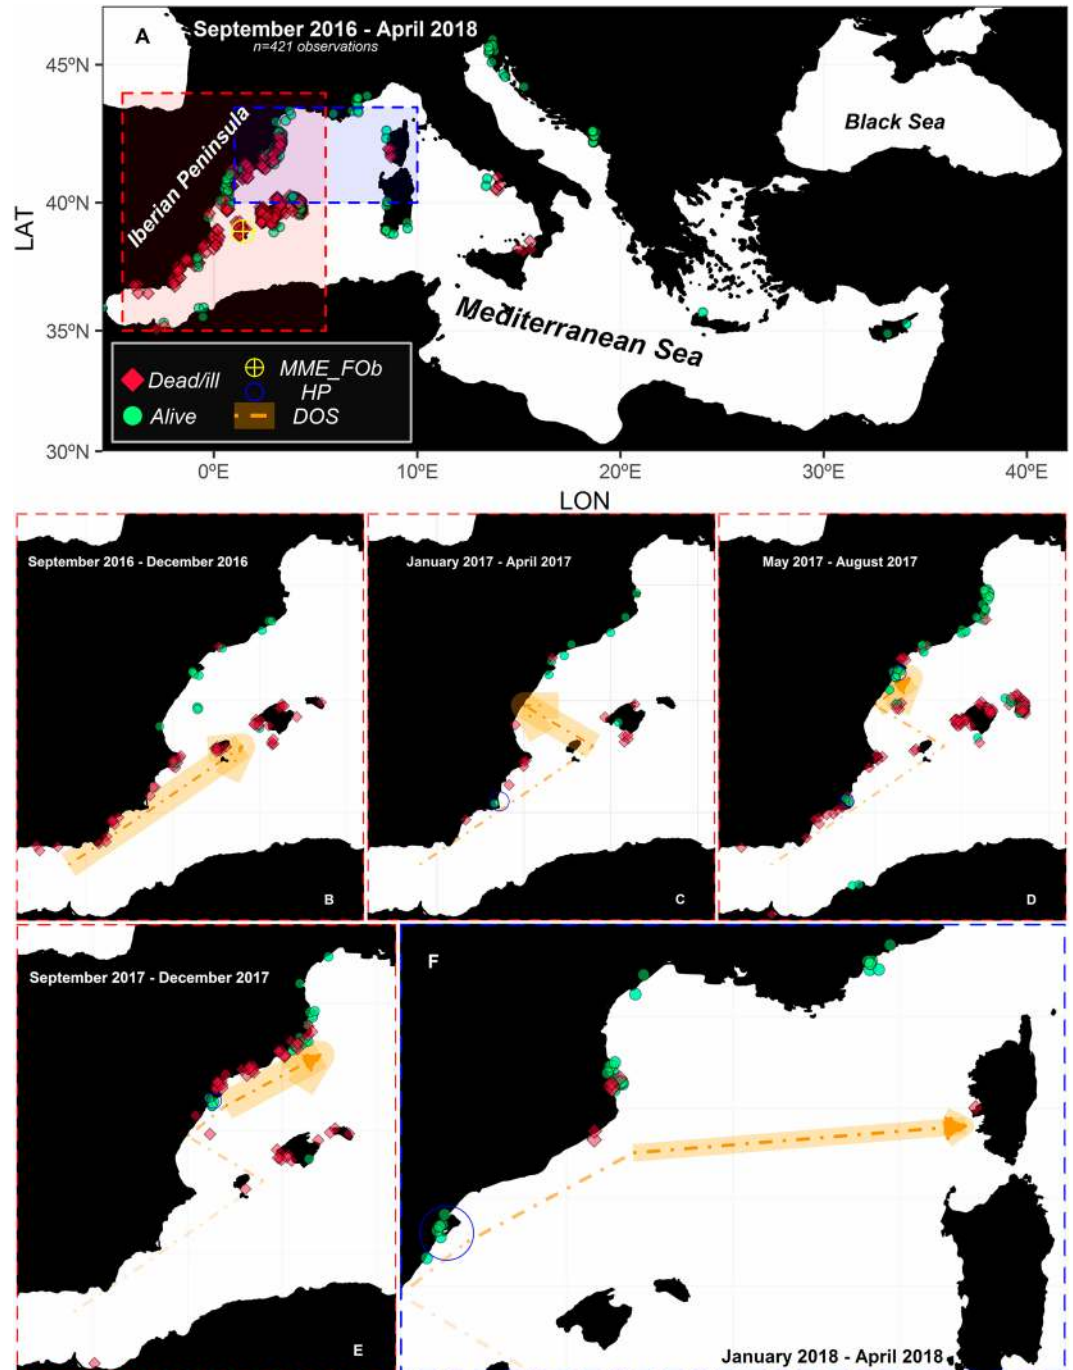 A
September 2016 - April 2018
n=421 observations
45ºN
40ºN
35ºN
30ºN
LAT
Iberian Peninsula
Black Sea
Mediterranean Sea
Dead/ill
MME_FOb
HP
Alive
DOS
0ºE
10ºE
20ºE
30ºE
40ºE
LON
September 2016 - December 2016
B
January 2017 - April 2017
C
May 2017 - August 2017
D
September 2017 - December 2017
E
F
January 2018 - April 2018